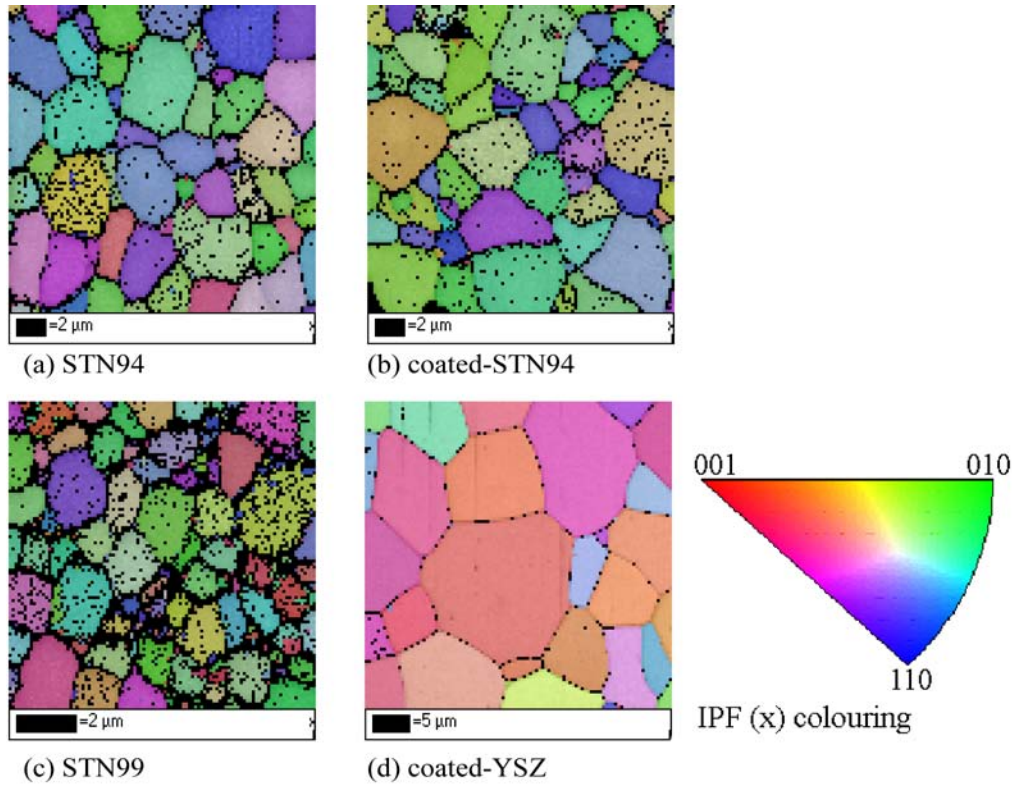 =2 µm x
=2 µm x
(a) STN94
(b) coated-STN94
001 010
110
IPF (x) colouring
=2 µm x
=5 µm
(c) STN99
(d) coated-YSZ